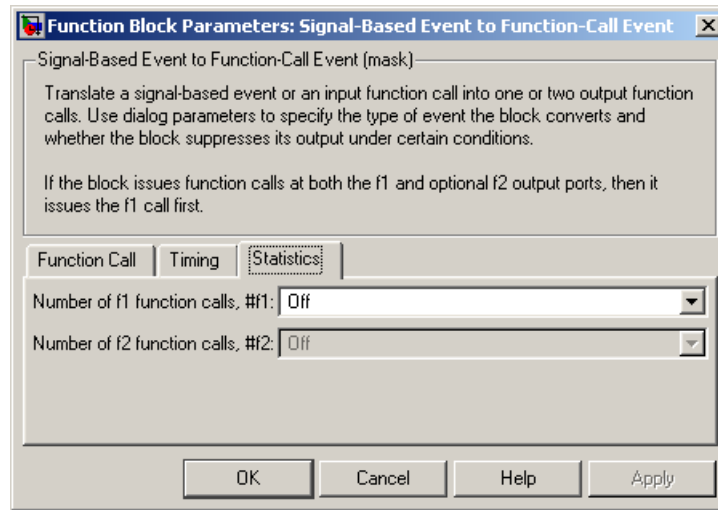 Function Block Parameters: Signal-Based Event to Function-Call Event
Signal-Based Event to Function-Call Event (mask)
Translate a signal-based event or an input function call into one or two output function
calls. Use dialog parameters to specify the type of event the block converts and
whether the block suppresses its output under certain conditions.
If the block issues function calls at both the f1 and optional f2 output ports, then it
issues the f1 call first.
Function Call Timing Statistics
Number of f1 function calls, #f1: Off
Number of f2 function calls, #f2: Off
OK Cancel Help Apply